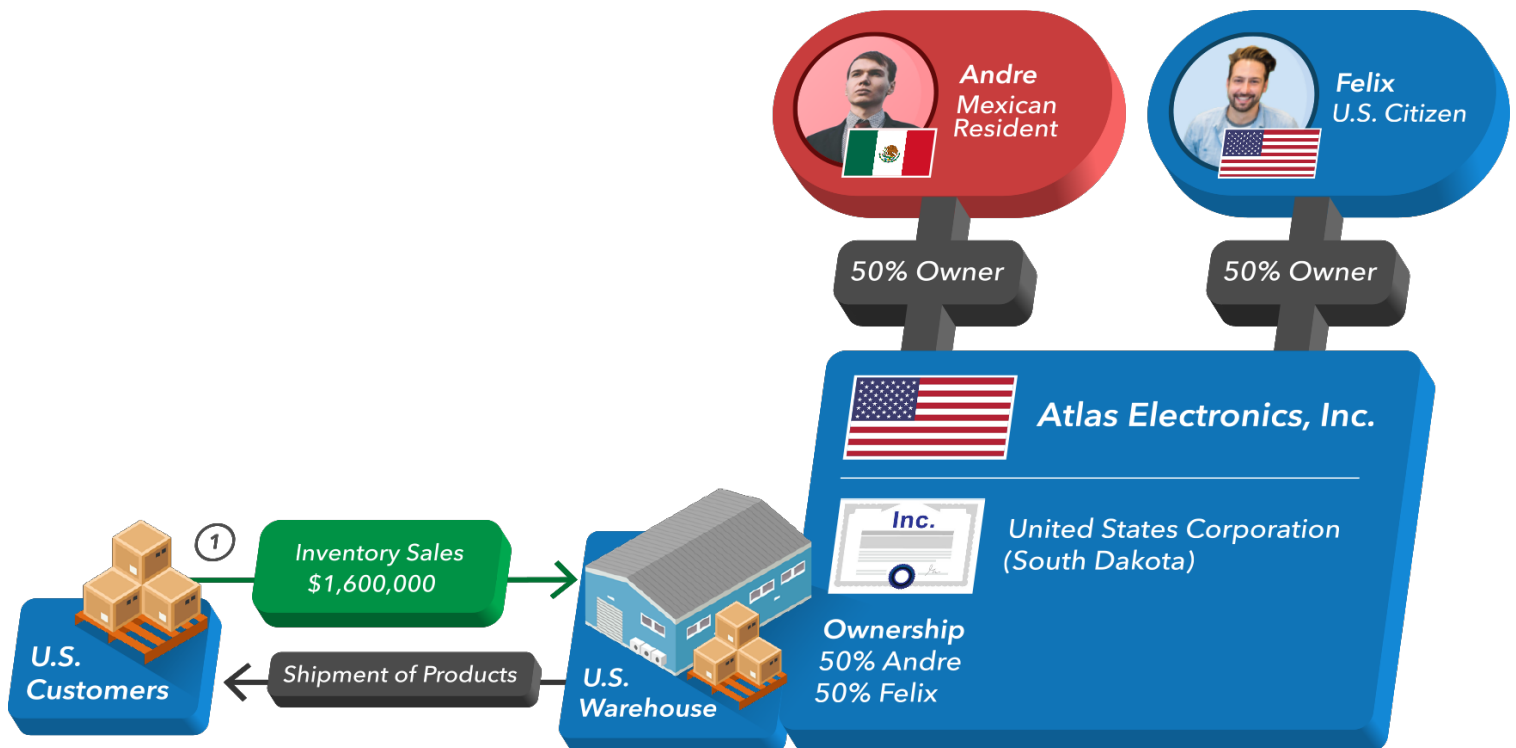 Andre
Mexican
Resident
Felix
U.S. Citizen
50% Owner
50% Owner
Atlas Electronics, Inc.
Inc.
United States Corporation
(South Dakota)
Ownership
50% Andre
50% Felix
1
Inventory Sales
$1,600,000
Shipment of Products
U.S.
Customers
U.S.
Warehouse